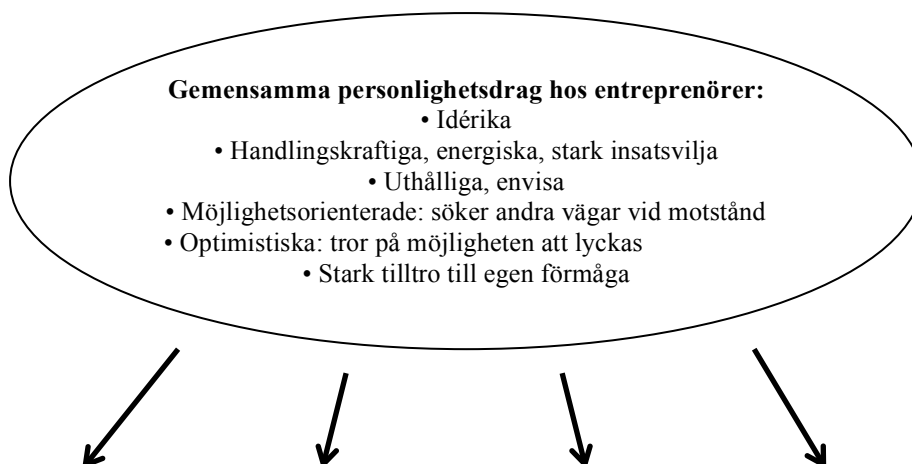 Gemensamma personlighetsdrag hos entreprenörer:
• Idérika
• Handlingskraftiga, energiska, stark insatsvilja
• Uthålliga, envisa
• Möjlighetsorienterade: söker andra vägar vid motstånd
• Optimistiska: tror på möjligheten att lyckas
• Stark tilltro till egen förmåga